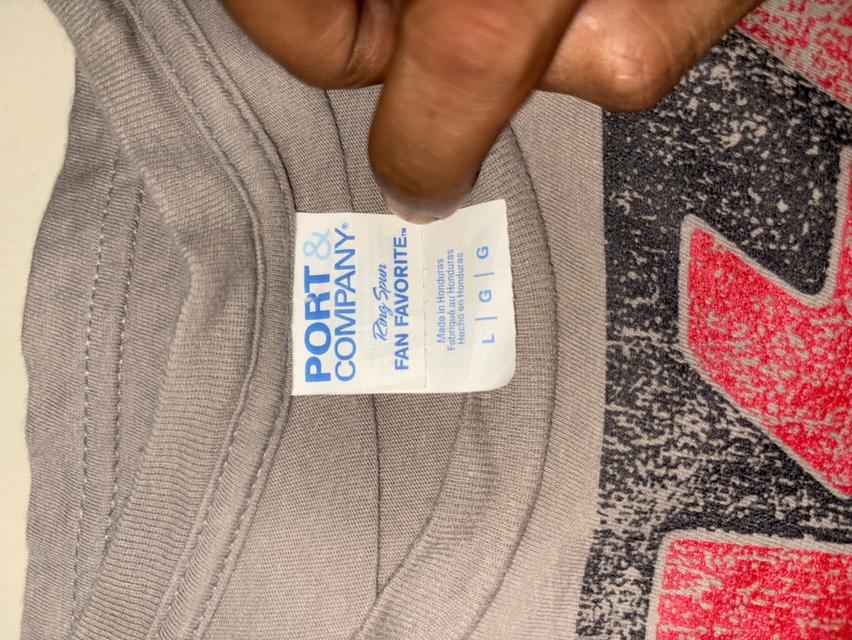 PORT &
COMPANY®
Ring Spun
FAN FAVORITE™
Made in Honduras
Fabriqué au Honduras
Hecho en Honduras
L | G | G